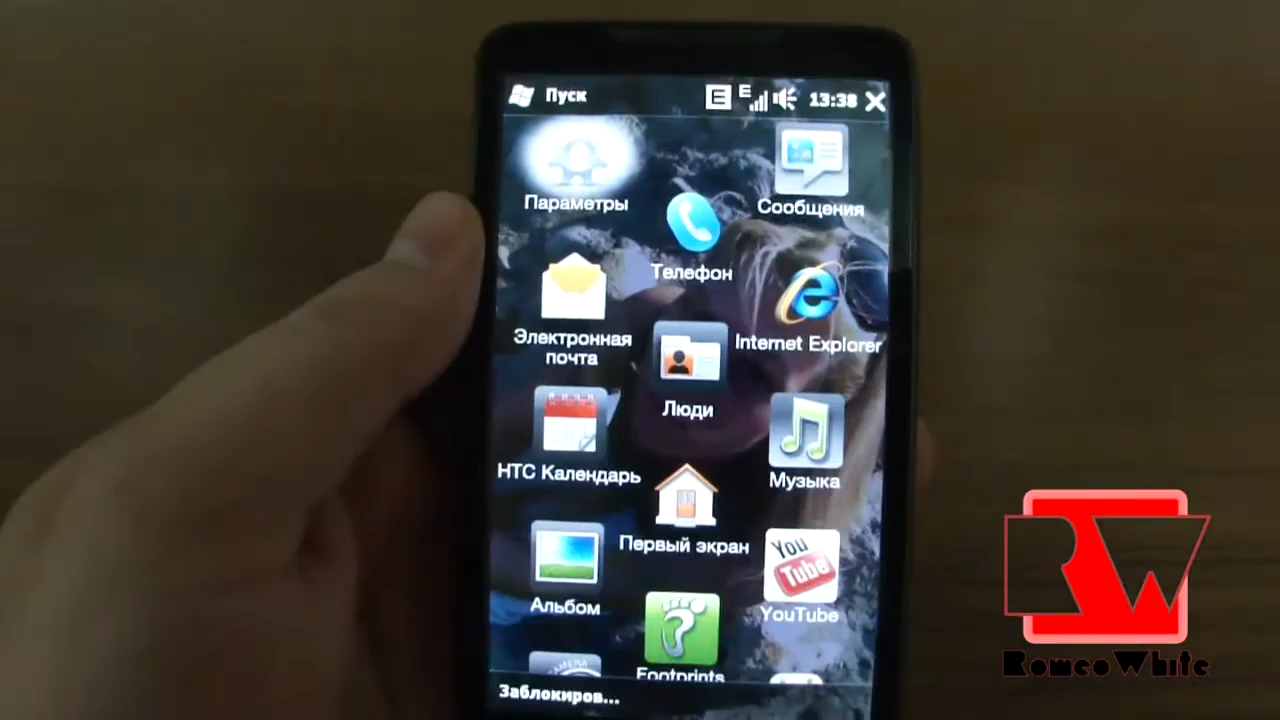 Пуск
E
E
13:38
Параметры
Сообщения
Телефон
Электронная
почта
Internet Explorer
Люди
HTC Календарь
Музыка
Первый экран
You
Tube
Альбом
YouTube
CAMERA
Footprints
Заблокиров...
RW
RomeoWhite